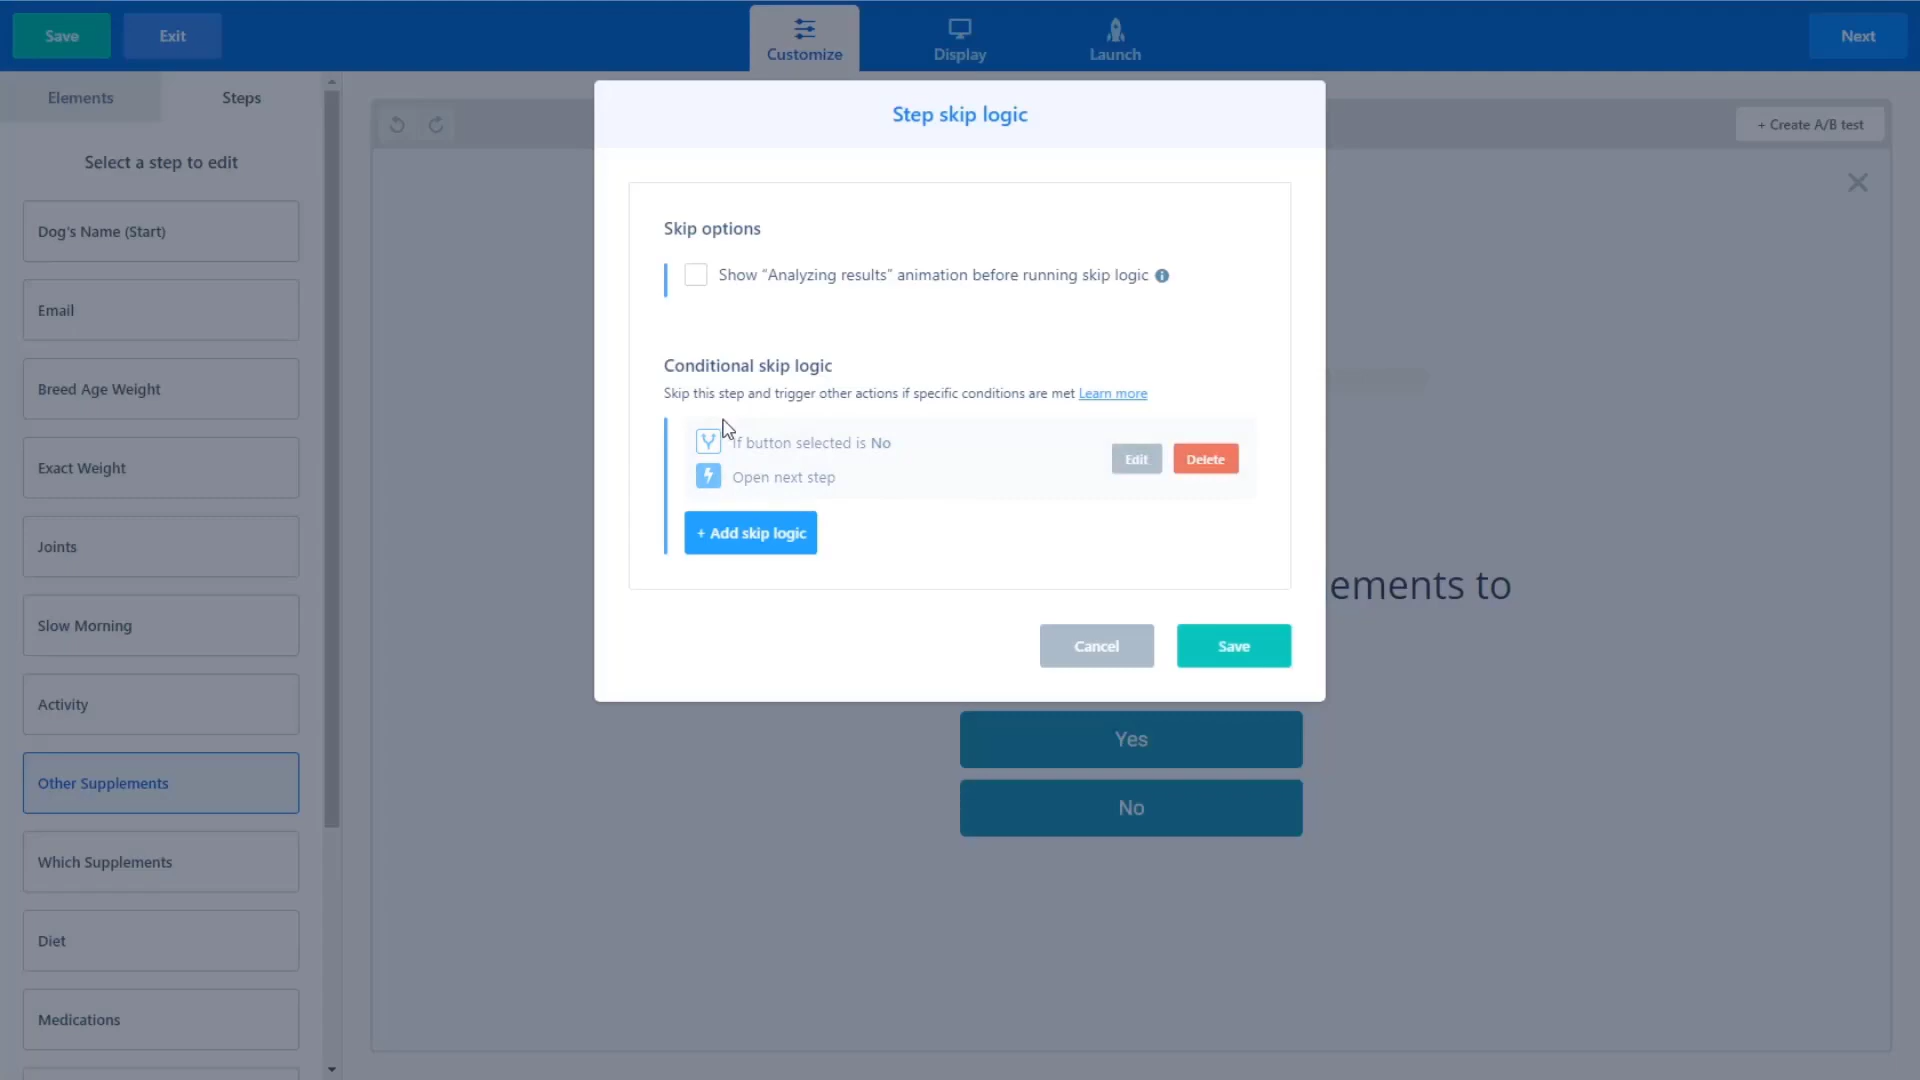 Save
Exit
Customize
Display
Launch
Next
Elements
Steps
Select a step to edit
Dog's Name (Start)
Email
Breed Age Weight
Exact Weight
Joints
Slow Morning
Activity
Other Supplements
Which Supplements
Diet
Medications
+ Create A/B test
Step skip logic
Skip options
Show “Analyzing results” animation before running skip logic
Conditional skip logic
Skip this step and trigger other actions if specific conditions are met Learn more
If button selected is No
Open next step
Edit
Delete
+ Add skip logic
Cancel
Save
ements to
Yes
No